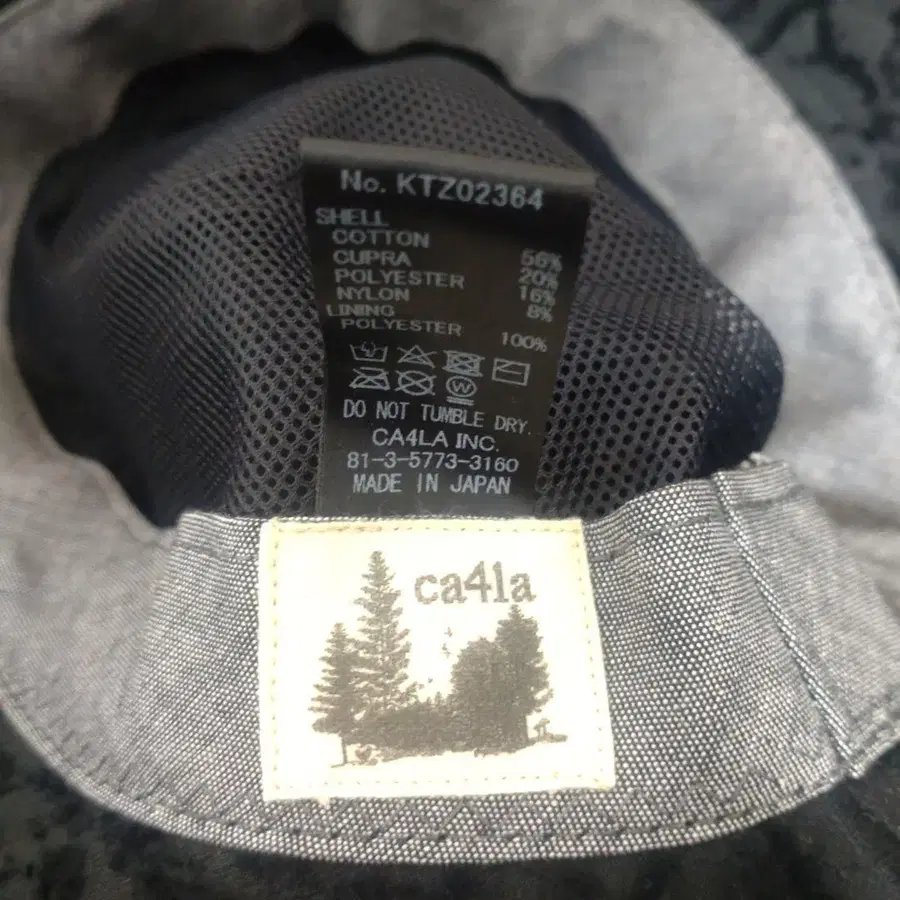 No. KTZ02364
SHELL
COTTON 56%
CUPRA 20%
POLYESTER 16%
NYLON 8%
LINING
POLYESTER 100%
W
DO NOT TUMBLE DRY.
CA4LA INC.
81-3-5773-3160
MADE IN JAPAN
ca4la